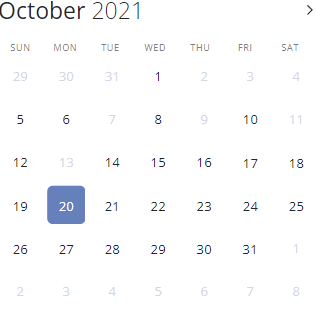 October 2021
SUN MON TUE WED THU FRI SAT
29 30 31 1 2 3 4
5 6 7 8 9 10 11
12 13 14 15 16 17 18
19 20 21 22 23 24 25
26 27 28 29 30 31 1
2 3 4 5 6 7 8